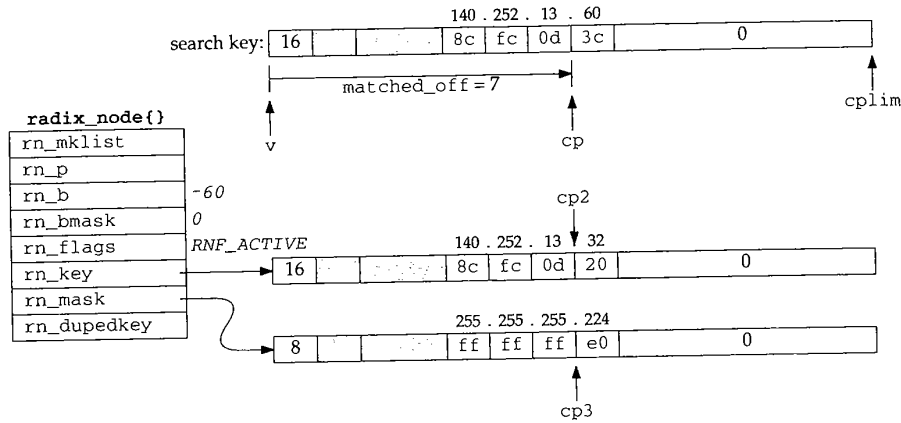 140 . 252 . 13 . 60
search key: 16 8c fc 0d 3c 0
matched_off = 7
v cp cplim
radix_node{}
rn_mklist
rn_p
rn_b -60
rn_bmask 0
rn_flags RNF_ACTIVE
rn_key
rn_mask
rn_dupedkey
cp2
140 . 252 . 13 . 32
16 8c fc 0d 20 0
255 . 255 . 255 . 224
8 ff ff ff e0 0
cp3